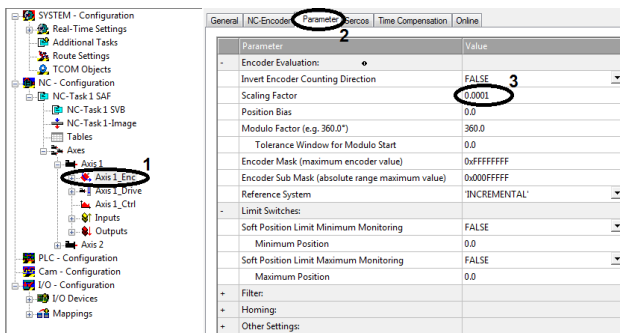 SYSTEM - Configuration
Real-Time Settings
Additional Tasks
Route Settings
TCOM Objects
NC - Configuration
NC-Task 1 SAF
NC-Task 1 SVB
NC-Task 1-Image
Tables
Axes
Axis 1
1
Axis 1_Enc
Axis 1_Drive
Axis 1_Ctrl
Inputs
Outputs
Axis 2
PLC - Configuration
Cam - Configuration
I/O - Configuration
I/O Devices
Mappings
General NC-Encoder Parameter Sercos Time Compensation Online
2
Parameter Value
- Encoder Evaluation:
Invert Encoder Counting Direction FALSE
3
Scaling Factor 0.0001
Position Bias 0.0
Modulo Factor (e.g. 360.0°) 360.0
Tolerance Window for Modulo Start 0.0
Encoder Mask (maximum encoder value) 0xFFFFFFFF
Encoder Sub Mask (absolute range maximum value) 0x000FFFFF
Reference System 'INCREMENTAL'
- Limit Switches:
Soft Position Limit Minimum Monitoring FALSE
Minimum Position 0.0
Soft Position Limit Maximum Monitoring FALSE
Maximum Position 0.0
+ Filter:
+ Homing:
+ Other Settings: